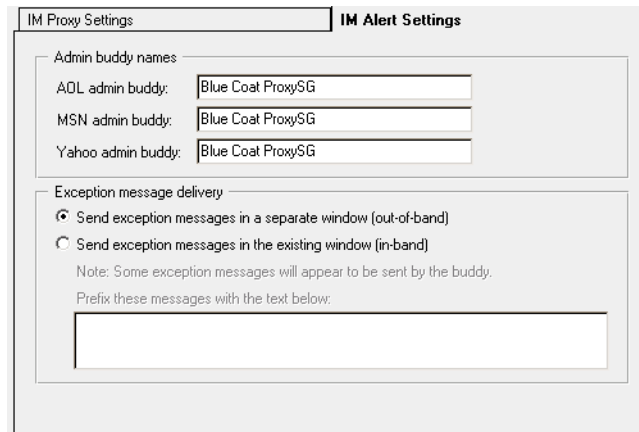 IM Proxy Settings
IM Alert Settings
Admin buddy names
AOL admin buddy: Blue Coat ProxySG
MSN admin buddy: Blue Coat ProxySG
Yahoo admin buddy: Blue Coat ProxySG
Exception message delivery
Send exception messages in a separate window (out-of-band)
Send exception messages in the existing window (in-band)
Note: Some exception messages will appear to be sent by the buddy.
Prefix these messages with the text below: